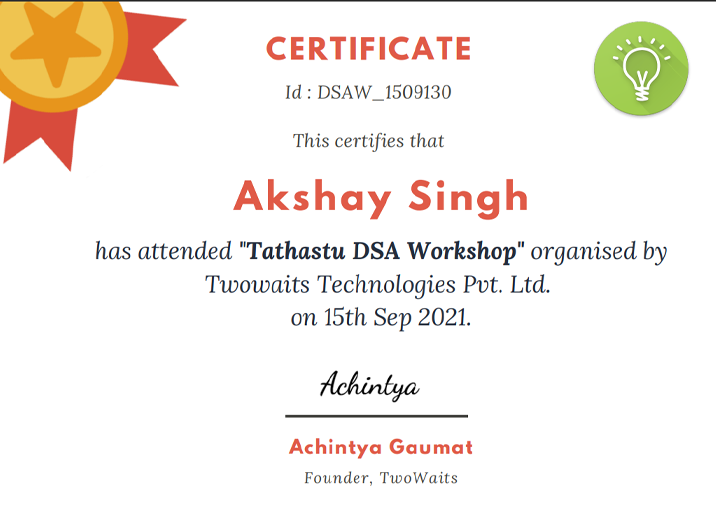 CERTIFICATE
Id : DSAW_1509130
This certifies that
Akshay Singh
has attended "Tathastu DSA Workshop" organised by
Twowaits Technologies Pvt. Ltd.
on 15th Sep 2021.
Achintya
Achintya Gaumat
Founder, TwoWaits